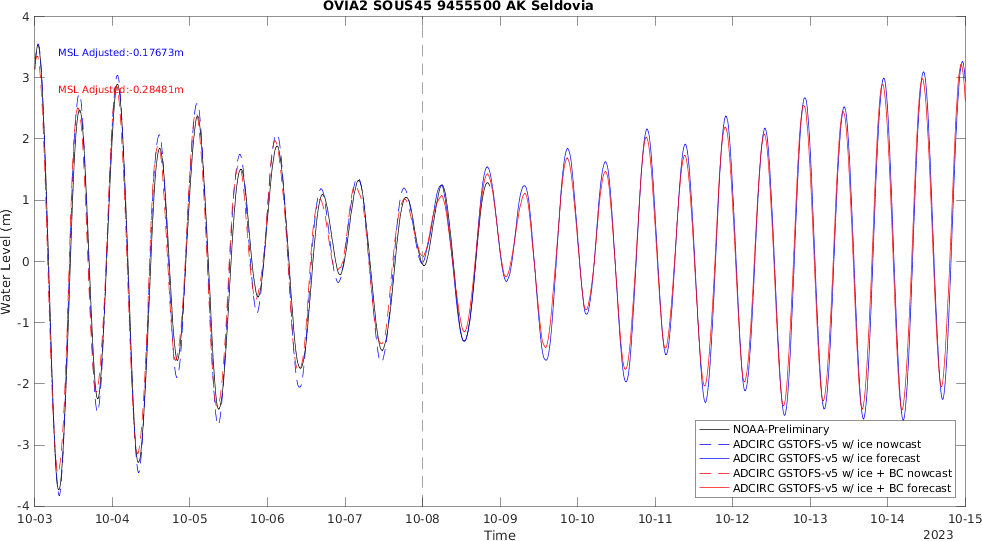 OVIA2 SOUS45 9455500 AK Seldovia
MSL Adjusted:-0.17673m
MSL Adjusted:-0.28481m
Water Level (m)
4
3
2
1
0
-1
-2
-3
-4
NOAA-Preliminary
ADCIRC GSTOFS-v5 w/ ice nowcast
ADCIRC GSTOFS-v5 w/ ice forecast
ADCIRC GSTOFS-v5 w/ ice + BC nowcast
ADCIRC GSTOFS-v5 w/ ice + BC forecast
10-03 10-04 10-05 10-06 10-07 10-08 10-09 10-10 10-11 10-12 10-13 10-14 10-15
Time
2023